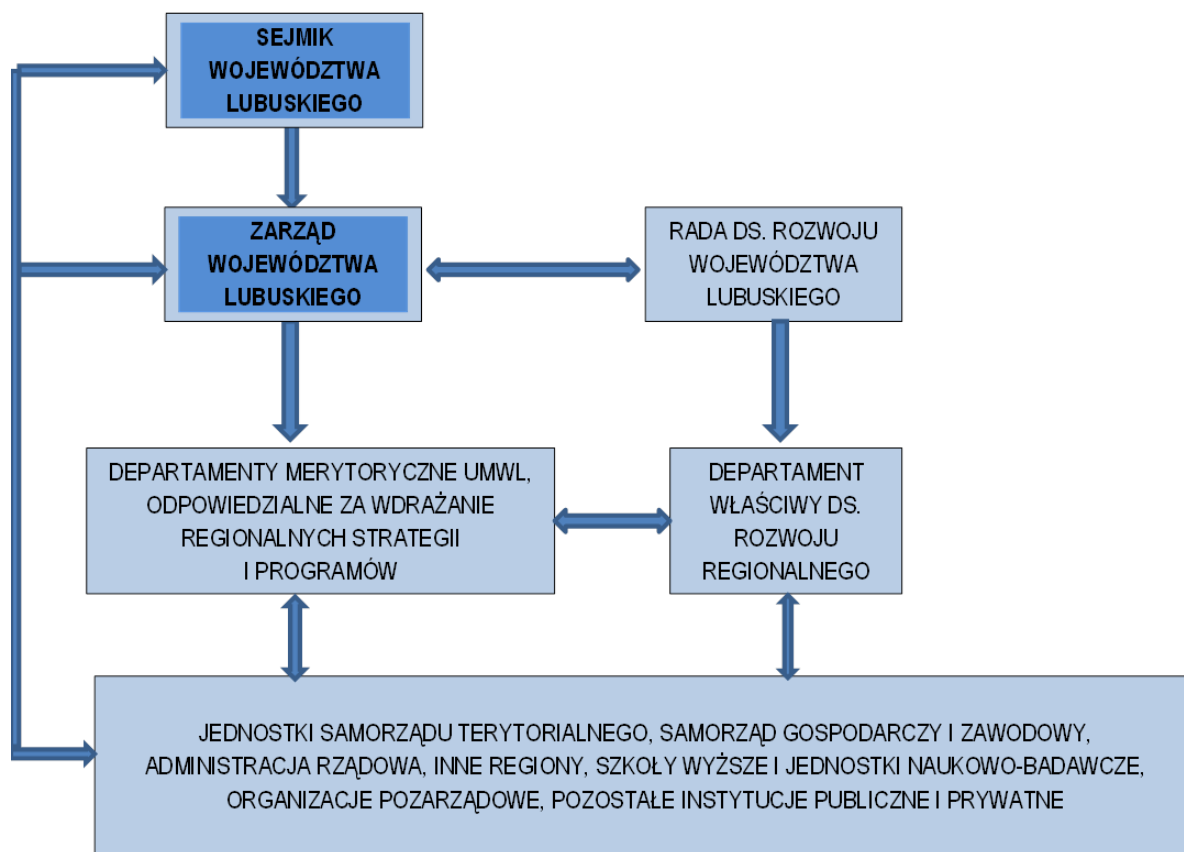 SEJMIK
WOJEWÓDZTWA
LUBUSKIEGO
ZARZĄD
WOJEWÓDZTWA
LUBUSKIEGO
RADA DS. ROZWOJU
WOJEWÓDZTWA
LUBUSKIEGO
DEPARTAMENTY MERYTORYCZNE UMWL,
ODPOWIEDZIALNE ZA WDRAŻANIE
REGIONALNYCH STRATEGII
I PROGRAMÓW
DEPARTAMENT
WŁAŚCIWY DS.
ROZWOJU
REGIONALNEGO
JEDNOSTKI SAMORZĄDU TERYTORIALNEGO, SAMORZĄD GOSPODARCZY I ZAWODOWY,
ADMINISTRACJA RZĄDOWA, INNE REGIONY, SZKOŁY WYŻSZE I JEDNOSTKI NAUKOWO-BADAWCZE,
ORGANIZACJE POZARZĄDOWE, POZOSTAŁE INSTYTUCJE PUBLICZNE I PRYWATNE